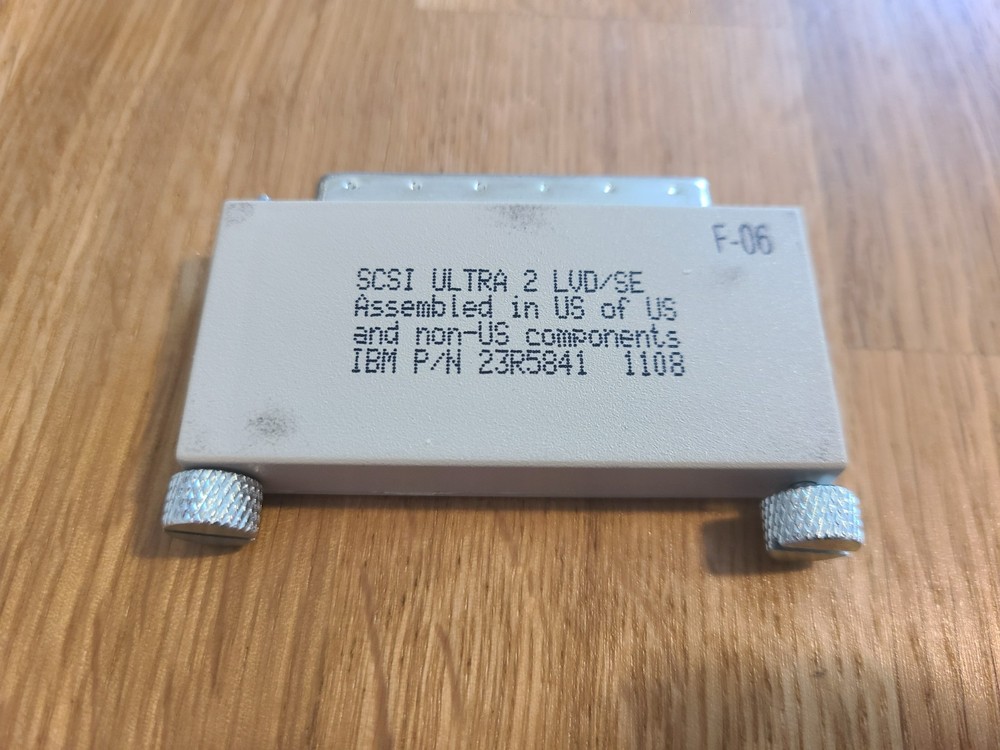 F-06
SCSI ULTRA 2 LVD/SE
Assembled in US of US
and non-US components
IBM P/N 23R5841 1108